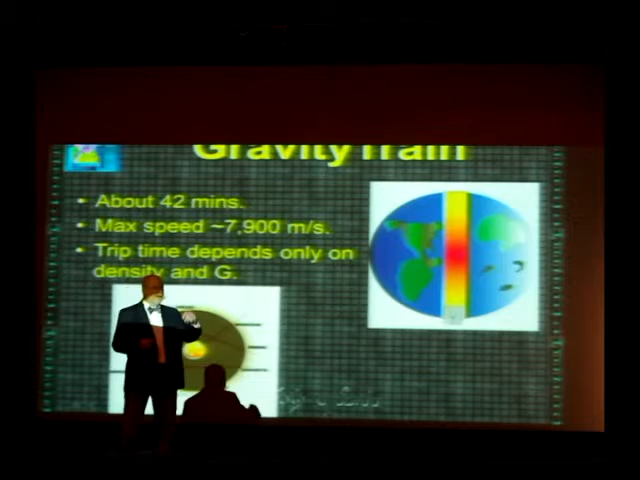 Gravity Train
• About 42 mins.
• Max speed ~7,900 m/s.
• Trip time depends only on
density and G.